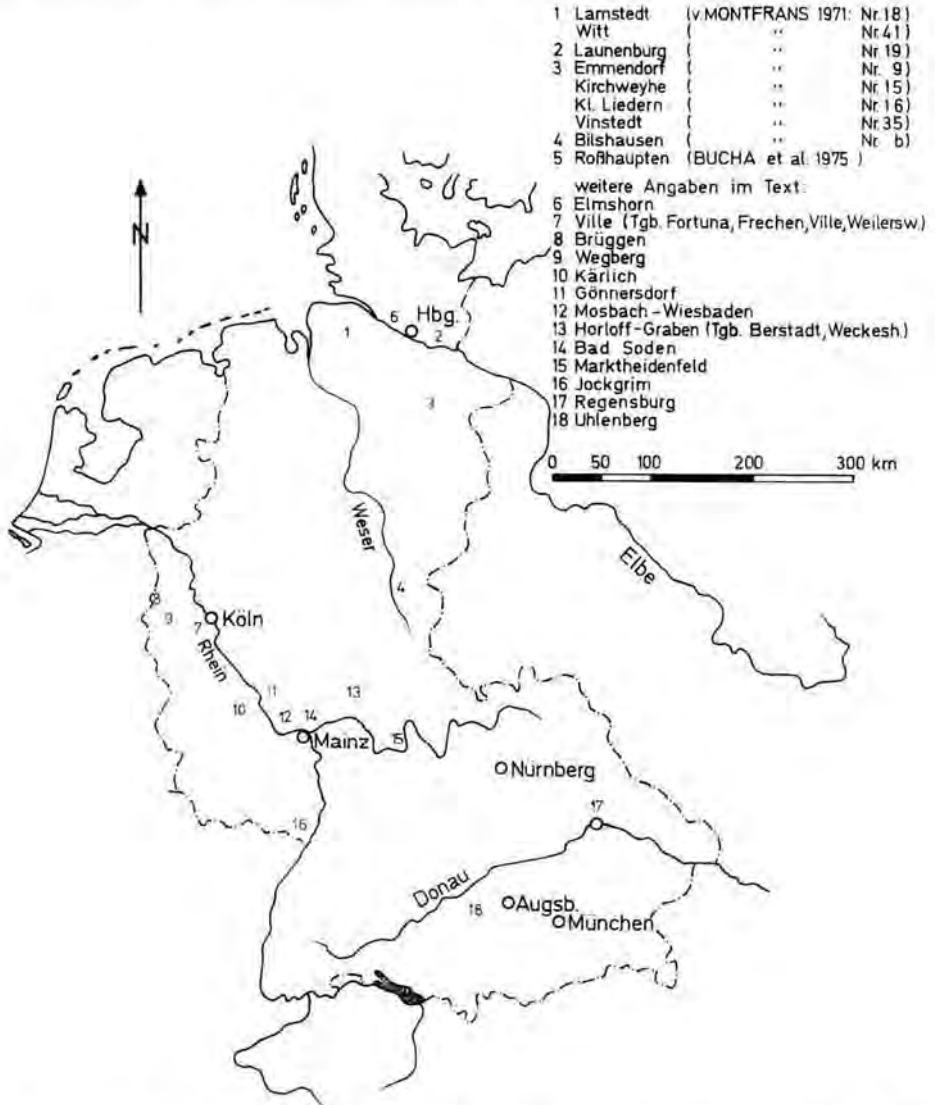 1 Lamstedt (v.MONTFRANS 1971: Nr.18)
Witt ( " Nr.41)
2 Launenburg ( " Nr.19)
3 Emmendorf ( " Nr. 9)
Kirchweyhe ( " Nr.15)
Kl. Liedern ( " Nr.16)
Vinstedt ( " Nr.35)
4 Bilshausen ( " Nr. b)
5 Roßhaupten (BUCHA et al. 1975)
weitere Angaben im Text:
6 Elmshorn
7 Ville (Tgb. Fortuna, Frechen, Ville, Weilersw.)
8 Brüggen
9 Wegberg
10 Kärlich
11 Gönnersdorf
12 Mosbach-Wiesbaden
13 Horloff-Graben (Tgb. Berstadt, Weckesh.)
14 Bad Soden
15 Marktheidenfeld
16 Jockgrim
17 Regensburg
18 Uhlenberg
0 50 100 200 300 km
N
6 Hbg.
1 2
3
Weser
Elbe
4
8
9 7 Köln
Rhein
11 13
10 12 14
Mainz 15
Nürnberg
16 17
Donau
18 Augsb.
München